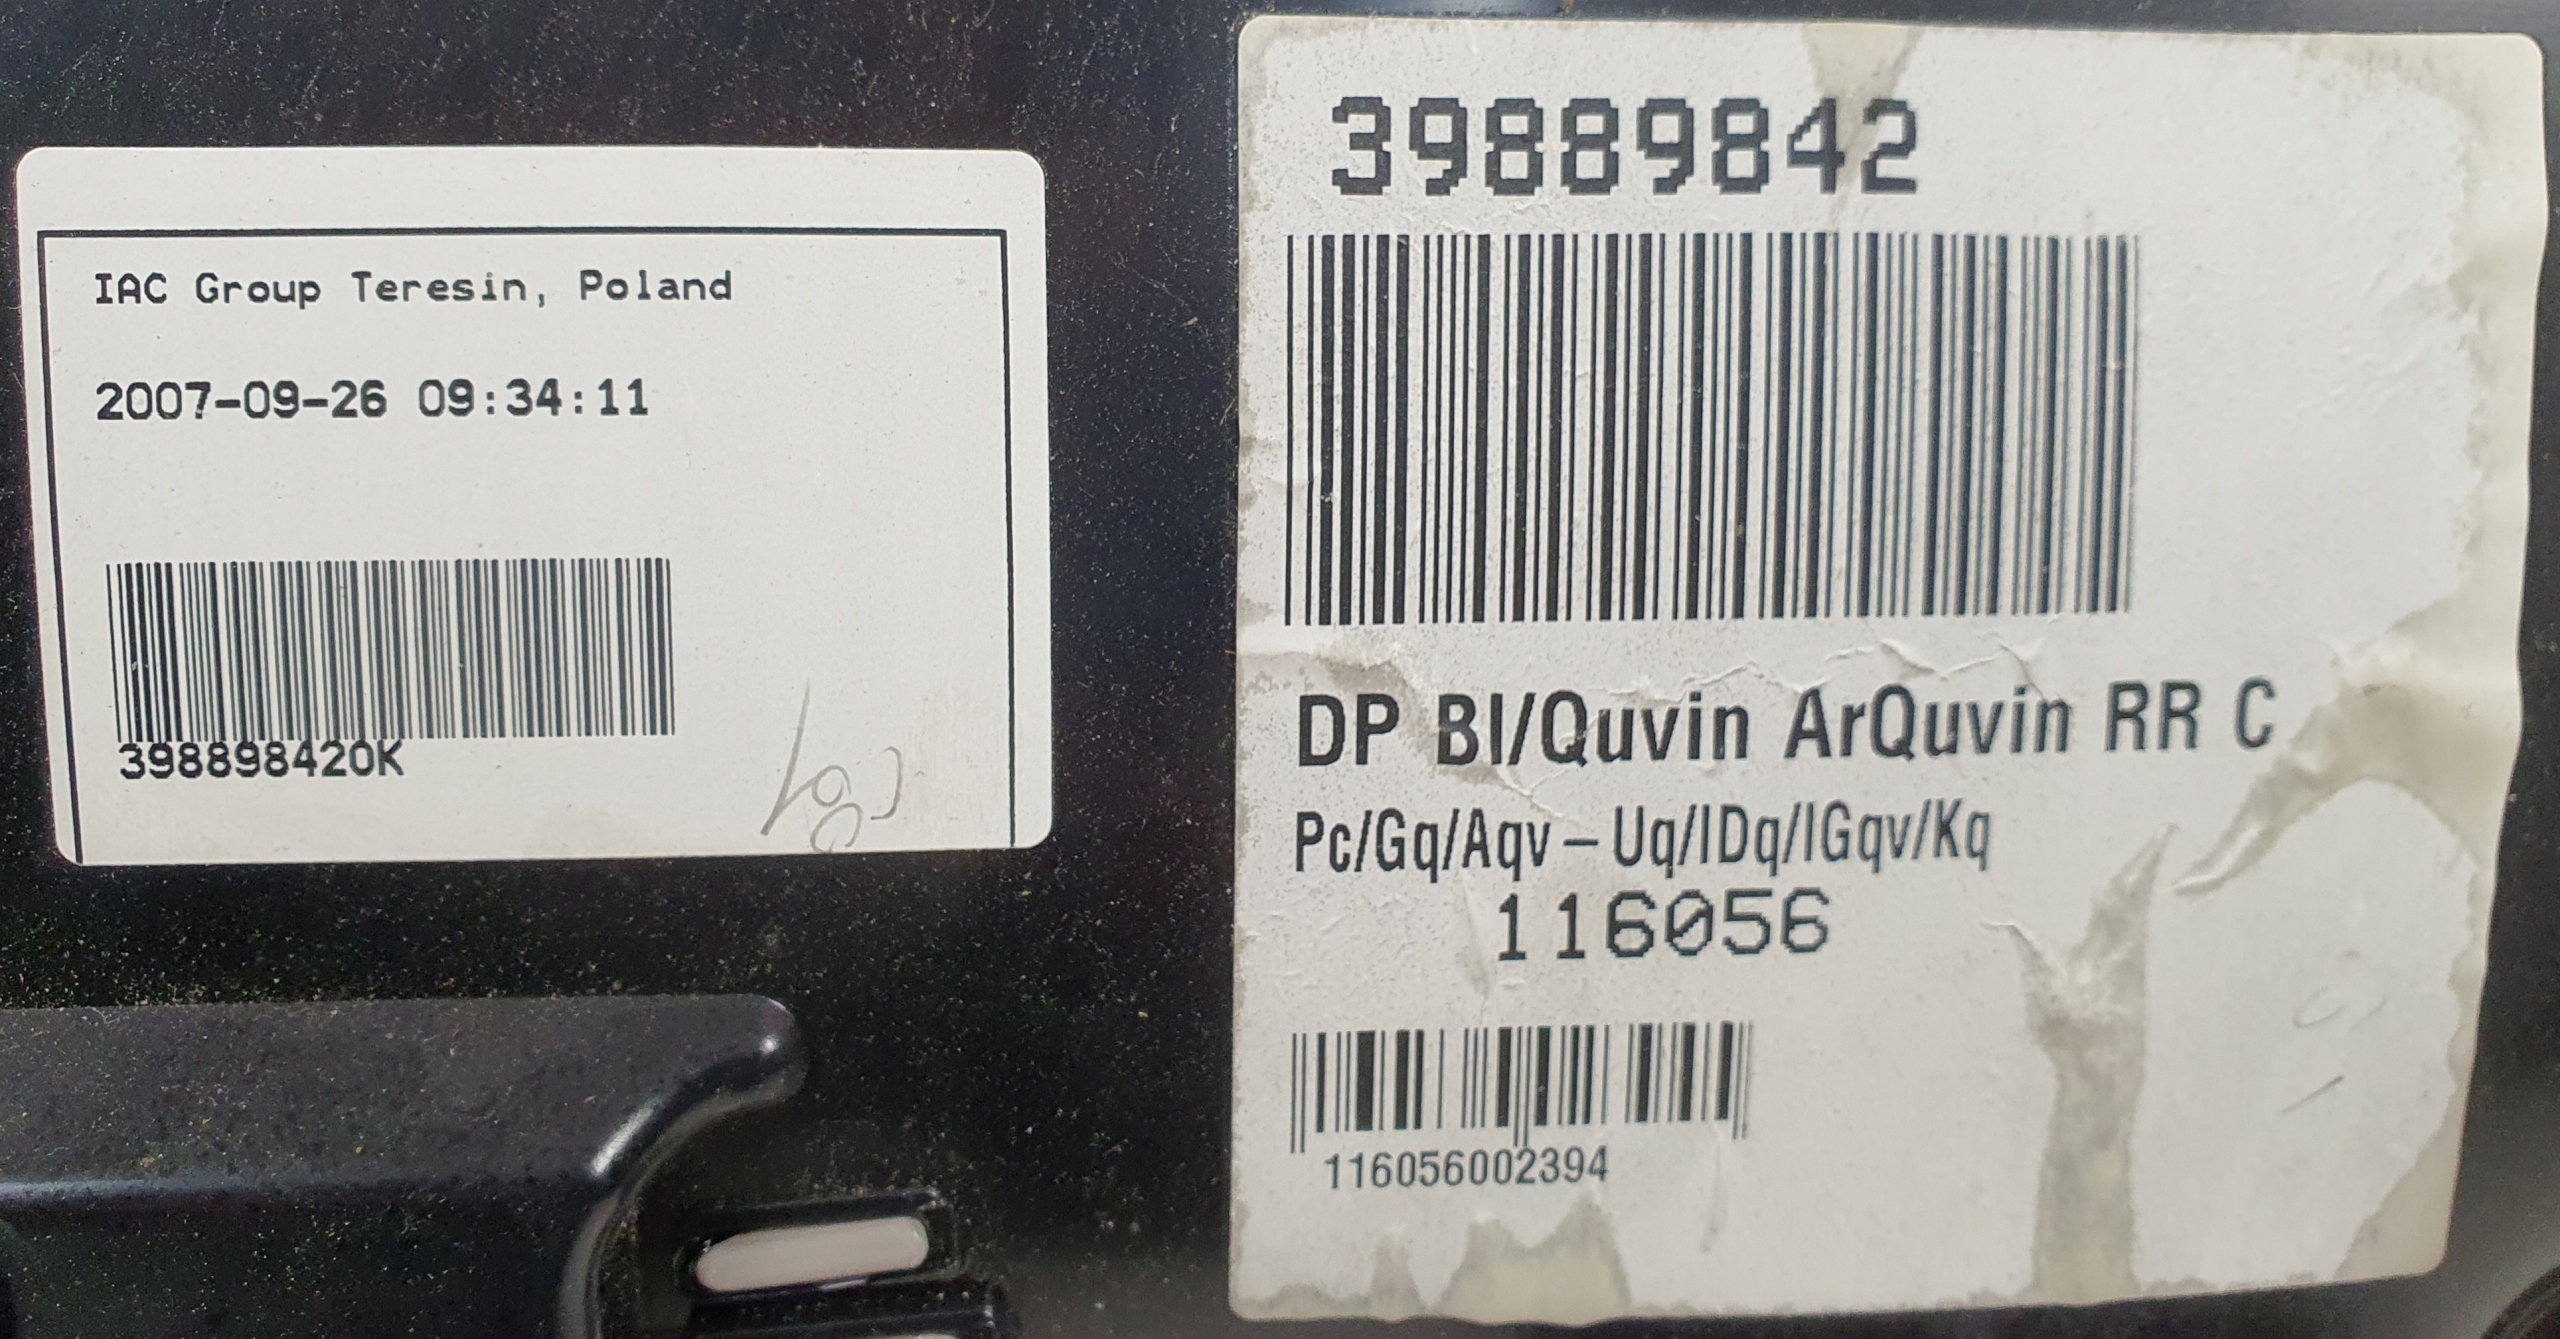 IAC Group Teresin, Poland
2007-09-26 09:34:11
398898420K
39889842
DP Bl/Quvin ArQuvin RR C
Pc/Gq/Aqv – Uq/IDq/IGqv/Kq
116056
116056002394